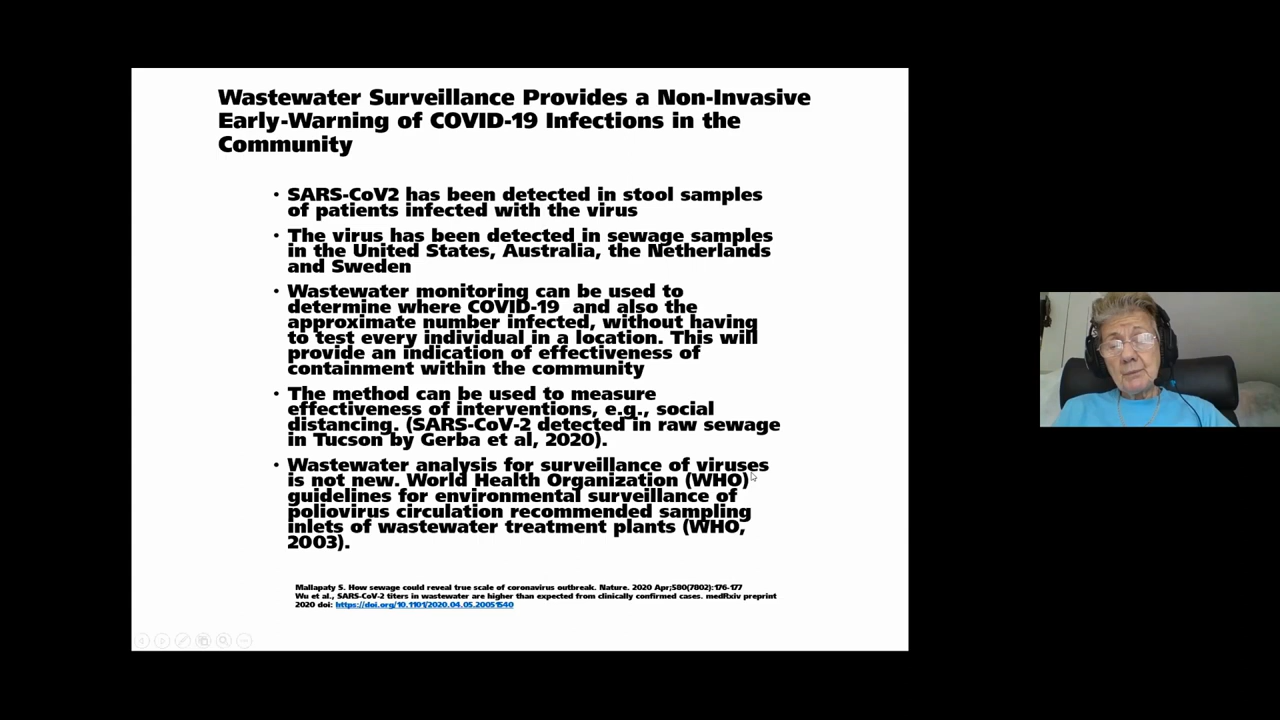 Wastewater Surveillance Provides a Non-Invasive
Early-Warning of COVID-19 Infections in the
Community
• SARS-CoV2 has been detected in stool samples
of patients infected with the virus
• The virus has been detected in sewage samples
in the United States, Australia, the Netherlands
and Sweden
• Wastewater monitoring can be used to
determine where COVID-19 and also the
approximate number infected, without having
to test every individual in a location. This will
provide an indication of effectiveness of
containment within the community
• The method can be used to measure
effectiveness of interventions, e.g., social
distancing. (SARS-CoV-2 detected in raw sewage
in Tucson by Gerba et al, 2020).
• Wastewater analysis for surveillance of viruses
is not new. World Health Organization (WHO)
guidelines for environmental surveillance of
poliovirus circulation recommended sampling
inlets of wastewater treatment plants (WHO,
2003).
Mallapaty S. How sewage could reveal true scale of coronavirus outbreak. Nature. 2020 Apr;580(7802):176-177
Wu et al., SARS-CoV-2 titers in wastewater are higher than expected from clinically confirmed cases. medRxiv preprint
2020 doi: https://doi.org/10.1101/2020.04.05.20051540